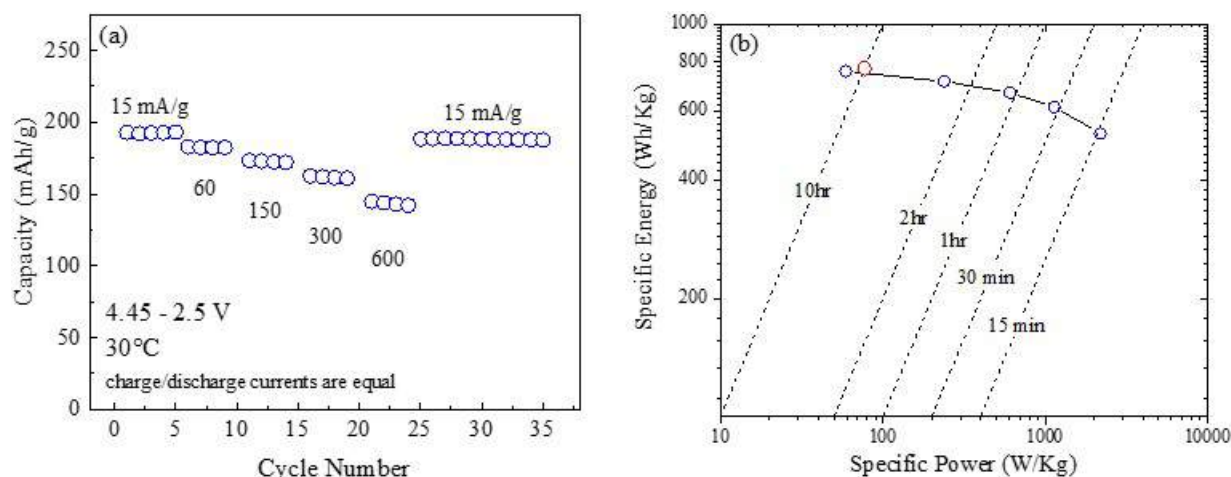 (a)
250
200
150
100
50
0
15 mA/g
60
150
300
600
15 mA/g
4.45 - 2.5 V
30°C
charge/discharge currents are equal
0 5 10 15 20 25 30 35
Cycle Number
Capacity (mAh/g)
(b)
1000
800
600
400
200
10hr
2hr
1hr
30 min
15 min
10 100 1000 10000
Specific Power (W/Kg)
Specific Energy (Wh/Kg)